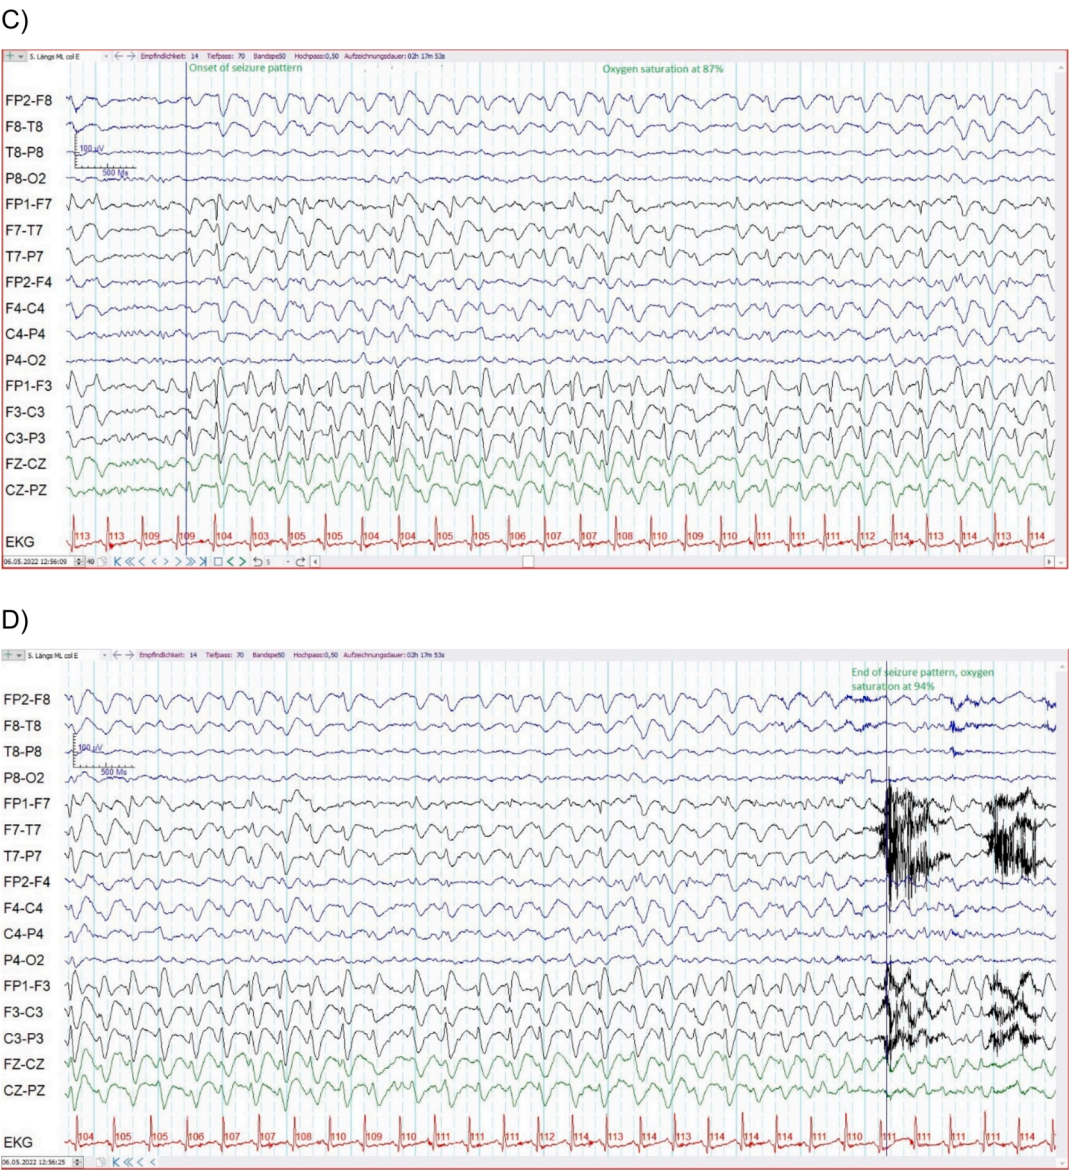 C)
S. Längs ML col E Empfindlichkeit: 14 Tiefpass: 70 Bandspe50 Hochpass:0,50 Aufzeichnungsdauer: 02h 17m 53s
Onset of seizure pattern Oxygen saturation at 87%
FP2-F8
F8-T8
100 µV
T8-P8
500 Ms
P8-O2
FP1-F7
F7-T7
T7-P7
FP2-F4
F4-C4
C4-P4
P4-O2
FP1-F3
F3-C3
C3-P3
FZ-CZ
CZ-PZ
EKG 113 113 109 109 104 103 105 105 104 104 105 105 106 107 107 108 110 109 110 111 111 111 112 114 113 114 113 114
06.05.2022 12:56:09 40 5
D)
S. Längs ML col E Empfindlichkeit: 14 Tiefpass: 70 Bandspe50 Hochpass:0,50 Aufzeichnungsdauer: 02h 17m 53s
End of seizure pattern, oxygen
saturation at 94%
FP2-F8
F8-T8
100 µV
T8-P8
500 Ms
P8-O2
FP1-F7
F7-T7
T7-P7
FP2-F4
F4-C4
C4-P4
P4-O2
FP1-F3
F3-C3
C3-P3
FZ-CZ
CZ-PZ
EKG 104 105 105 106 107 107 108 110 109 110 111 111 111 112 114 113 114 113 114 114 111 110 111 111 111 114
06.05.2022 12:56:25